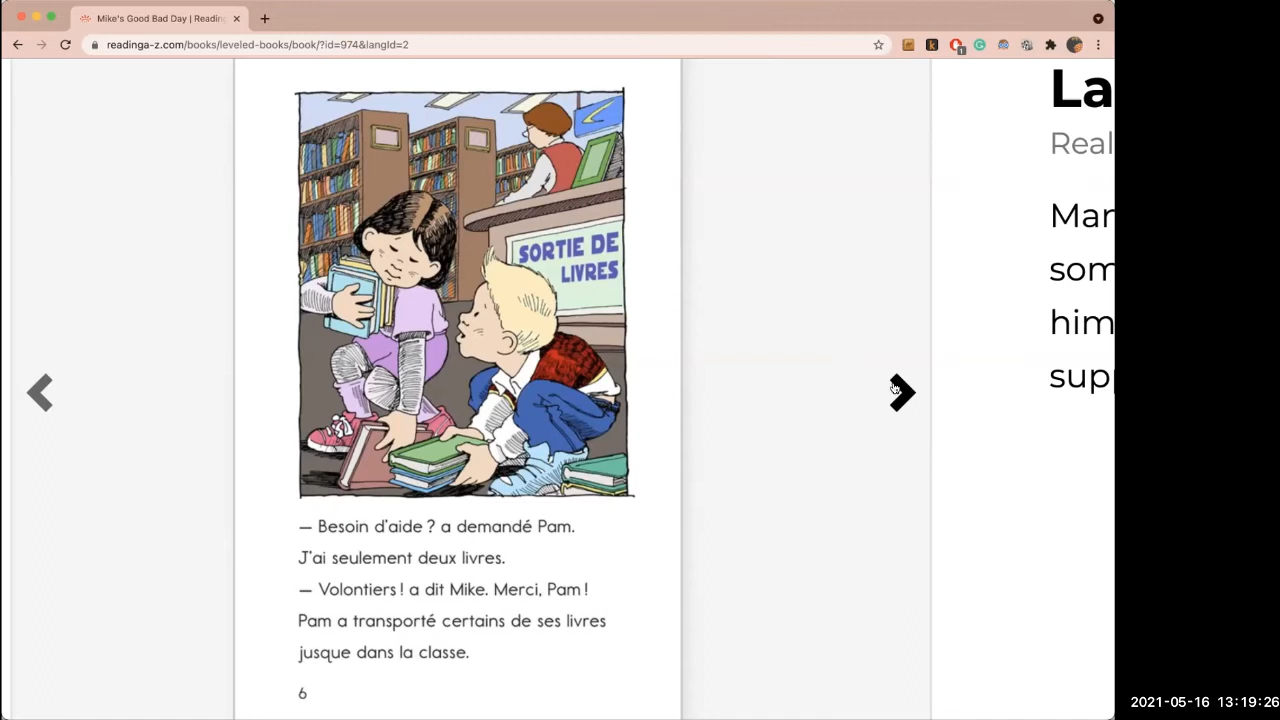 Mike's Good Bad Day | Reading
readinga-z.com/books/leveled-books/book/?id=974&langId=2
SORTIE DE
LIVRES
— Besoin d'aide ? a demandé Pam.
J'ai seulement deux livres.
— Volontiers ! a dit Mike. Merci, Pam !
Pam a transporté certains de ses livres
jusque dans la classe.
6
La
Real
Mar
som
him
supp
2021-05-16 13:19:26